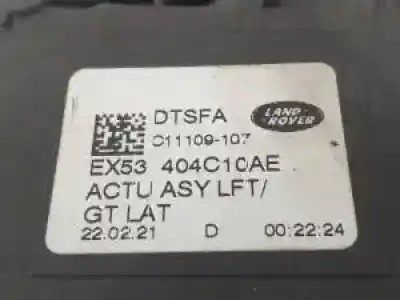 DTSFA
LAND-
ROVER
C11109-107
EX53 404C10AE
ACTU ASY LFT/
GT LAT
22.02.21 D 00:22:24